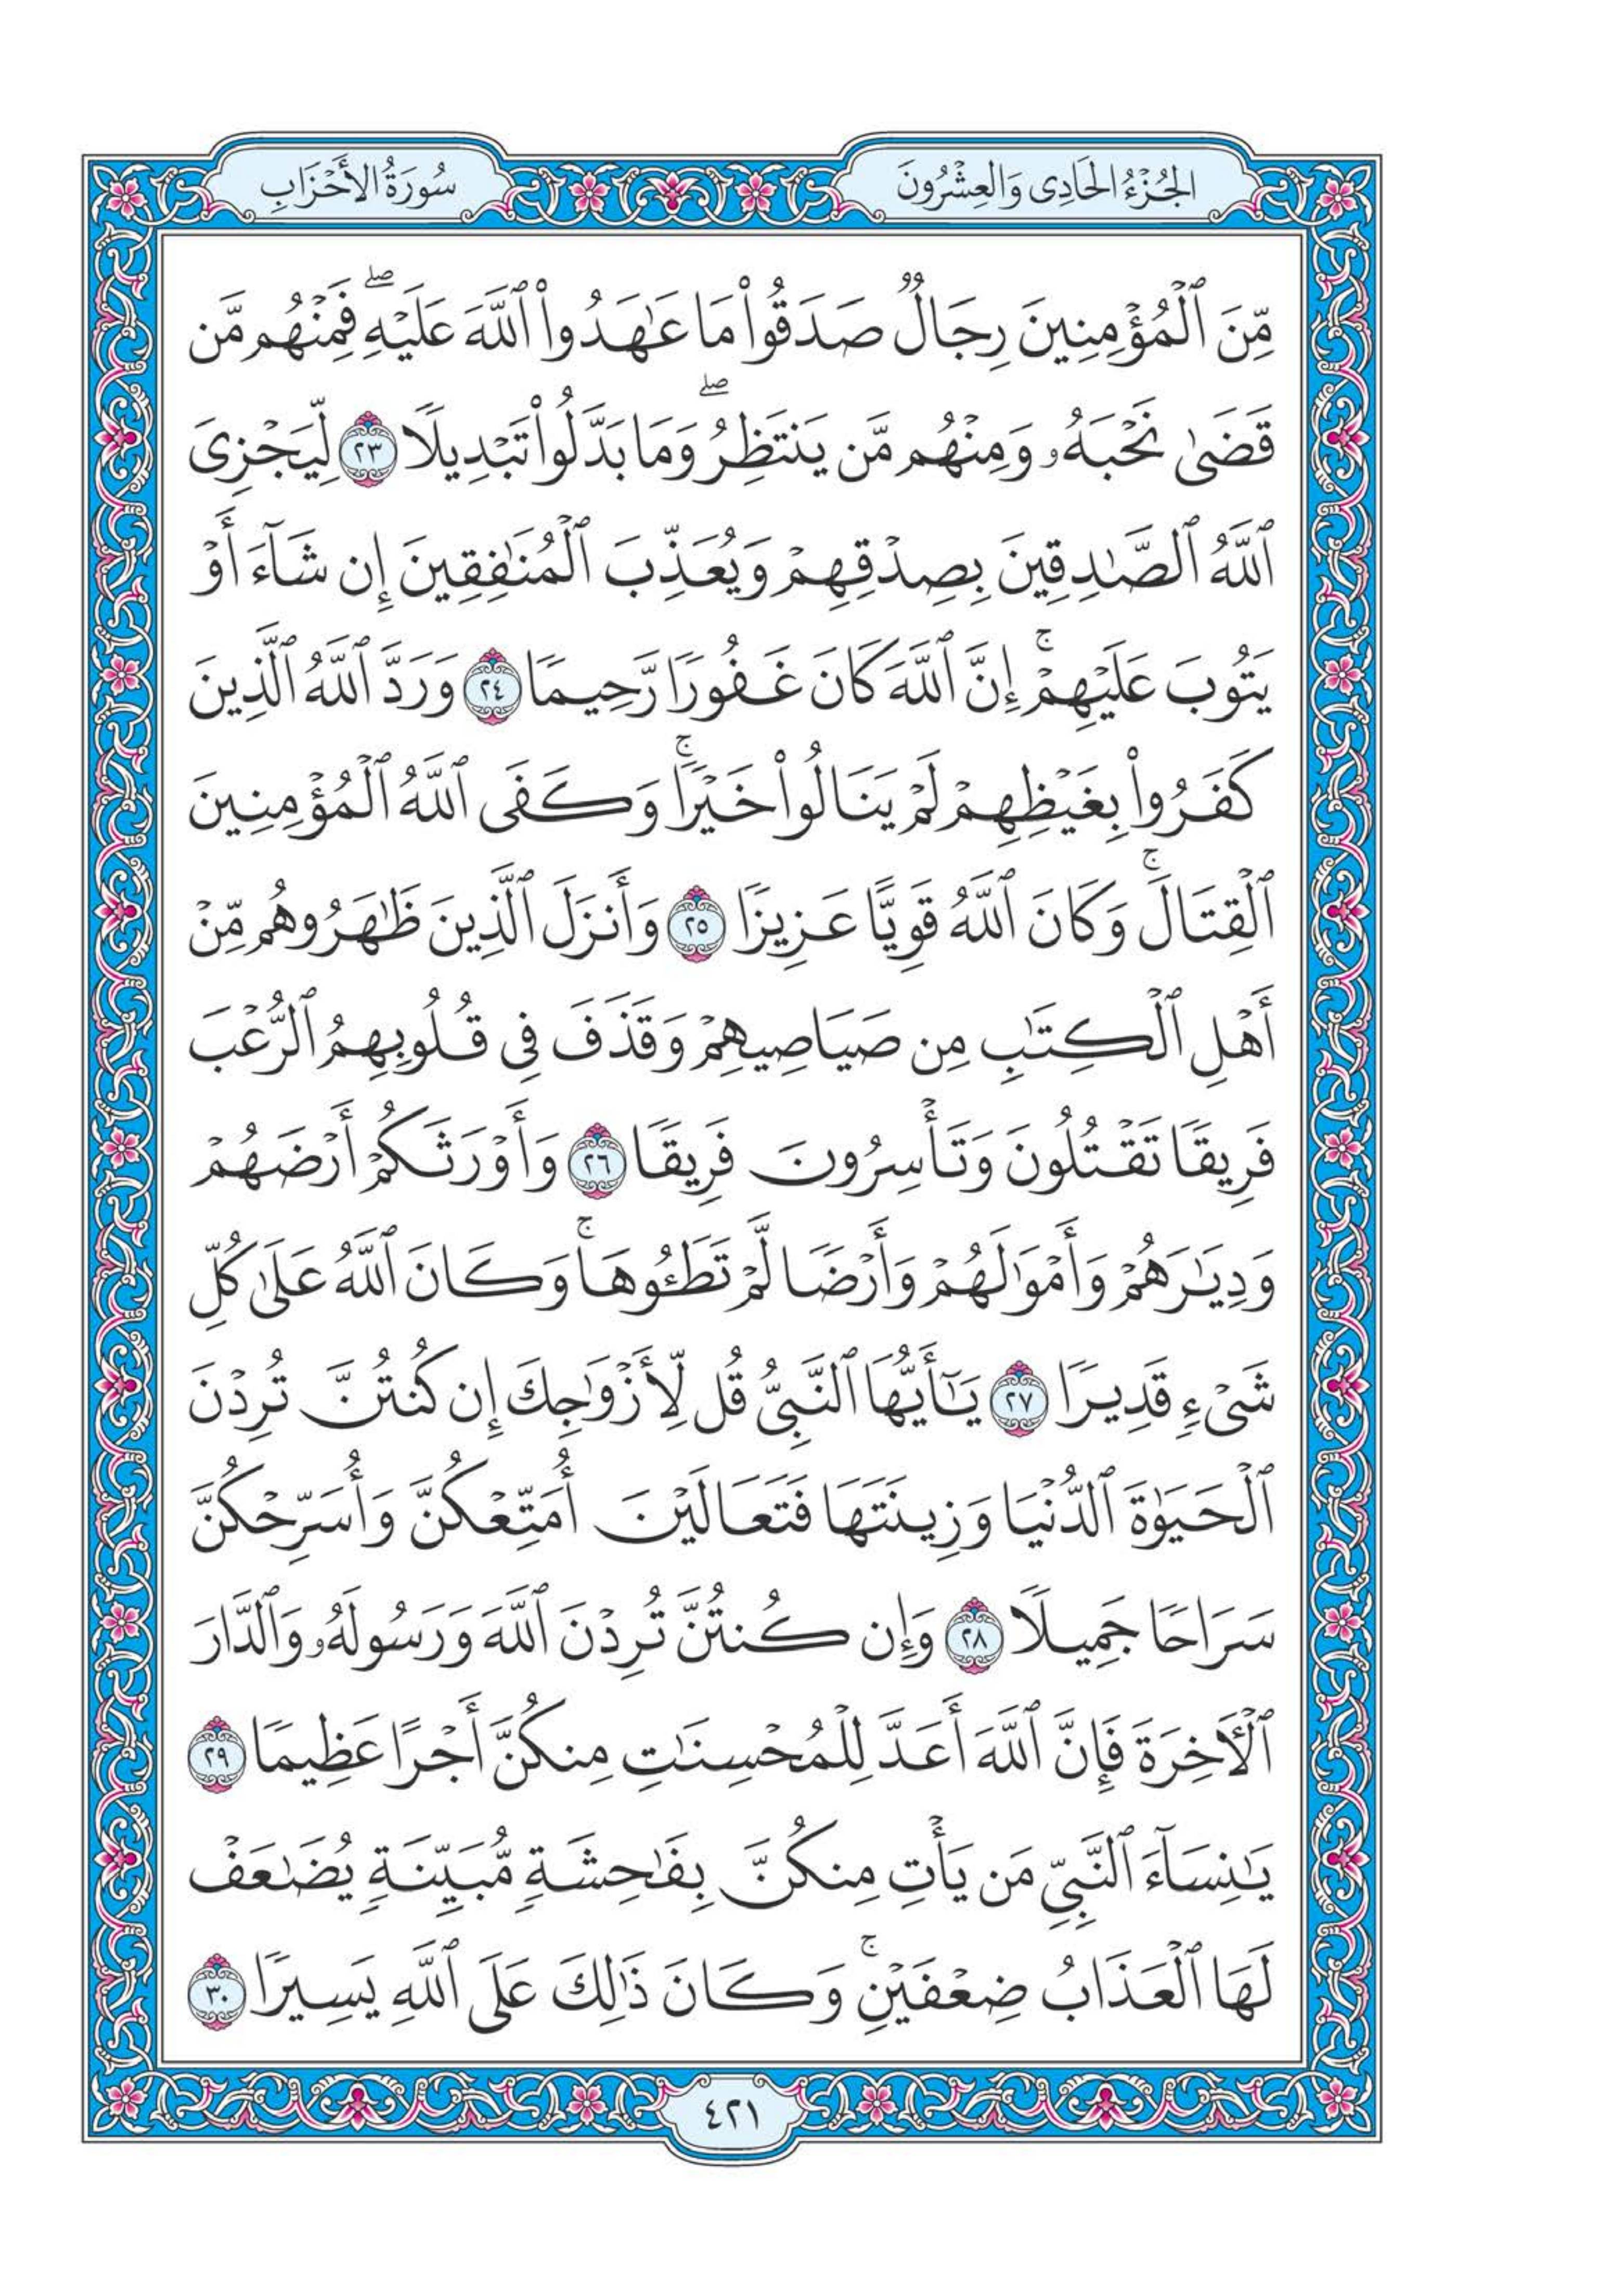 الجُزْءُ الحَادِى وَالعِشْرُونَ
سُورَةُ الأَحْزَابِ
مِّنَ ٱلْمُؤْمِنِينَ رِجَالٌ صَدَقُوا۟ مَا عَـٰهَدُوا۟ ٱللَّهَ عَلَيْهِ ۖ فَمِنْهُم مَّن
قَضَىٰ نَحْبَهُۥ وَمِنْهُم مَّن يَنتَظِرُ ۖ وَمَا بَدَّلُوا۟ تَبْدِيلًا ٢٣ لِّيَجْزِىَ
ٱللَّهُ ٱلصَّـٰدِقِينَ بِصِدْقِهِمْ وَيُعَذِّبَ ٱلْمُنَـٰفِقِينَ إِن شَآءَ أَوْ
يَتُوبَ عَلَيْهِمْ ۚ إِنَّ ٱللَّهَ كَانَ غَفُورًا رَّحِيمًا ٢٤ وَرَدَّ ٱللَّهُ ٱلَّذِينَ
كَفَرُوا۟ بِغَيْظِهِمْ لَمْ يَنَالُوا۟ خَيْرًا ۚ وَكَفَى ٱللَّهُ ٱلْمُؤْمِنِينَ
ٱلْقِتَالَ ۚ وَكَانَ ٱللَّهُ قَوِيًّا عَزِيزًا ٢٥ وَأَنزَلَ ٱلَّذِينَ ظَـٰهَرُوهُم مِّنْ
أَهْلِ ٱلْكِتَـٰبِ مِن صَيَاصِيهِمْ وَقَذَفَ فِى قُلُوبِهِمُ ٱلرُّعْبَ
فَرِيقًا تَقْتُلُونَ وَتَأْسِرُونَ فَرِيقًا ٢٦ وَأَوْرَثَكُمْ أَرْضَهُمْ
وَدِيَـٰرَهُمْ وَأَمْوَٰلَهُمْ وَأَرْضًا لَّمْ تَطَـُٔوهَا ۚ وَكَانَ ٱللَّهُ عَلَىٰ كُلِّ
شَىْءٍ قَدِيرًا ٢٧ يَـٰٓأَيُّهَا ٱلنَّبِىُّ قُل لِّأَزْوَٰجِكَ إِن كُنتُنَّ تُرِدْنَ
ٱلْحَيَوٰةَ ٱلدُّنْيَا وَزِينَتَهَا فَتَعَالَيْنَ أُمَتِّعْكُنَّ وَأُسَرِّحْكُنَّ
سَرَاحًا جَمِيلًا ٢٨ وَإِن كُنتُنَّ تُرِدْنَ ٱللَّهَ وَرَسُولَهُۥ وَٱلدَّارَ
ٱلْـَٔاخِرَةَ فَإِنَّ ٱللَّهَ أَعَدَّ لِلْمُحْسِنَـٰتِ مِنكُنَّ أَجْرًا عَظِيمًا ٢٩
يَـٰنِسَآءَ ٱلنَّبِىِّ مَن يَأْتِ مِنكُنَّ بِفَـٰحِشَةٍ مُّبَيِّنَةٍ يُضَـٰعَفْ
لَهَا ٱلْعَذَابُ ضِعْفَيْنِ ۚ وَكَانَ ذَٰلِكَ عَلَى ٱللَّهِ يَسِيرًا ٣٠
٤٢١